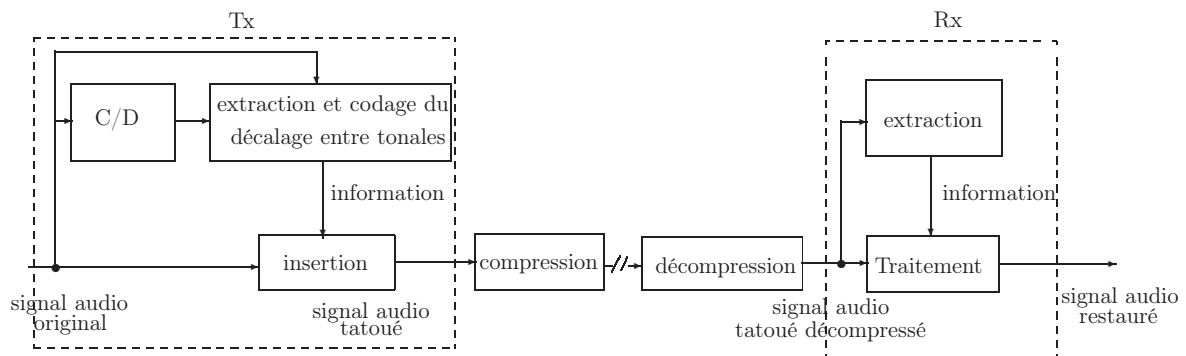 Tx
Rx
C/D
extraction et codage du
décalage entre tonales
extraction
information
information
insertion
compression
décompression
Traitement
signal audio
original
signal audio
tatoué
signal audio
tatoué décompressé
signal audio
restauré